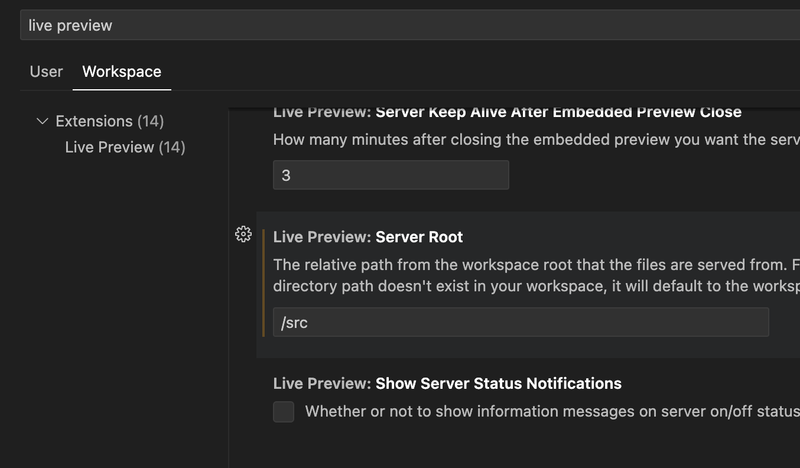 live preview
User Workspace
Extensions (14)
Live Preview (14)
Live Preview: Server Keep Alive After Embedded Preview Close
How many minutes after closing the embedded preview you want the serv
3
Live Preview: Server Root
The relative path from the workspace root that the files are served from. F
directory path doesn't exist in your workspace, it will default to the worksp
/src
Live Preview: Show Server Status Notifications
Whether or not to show information messages on server on/off status